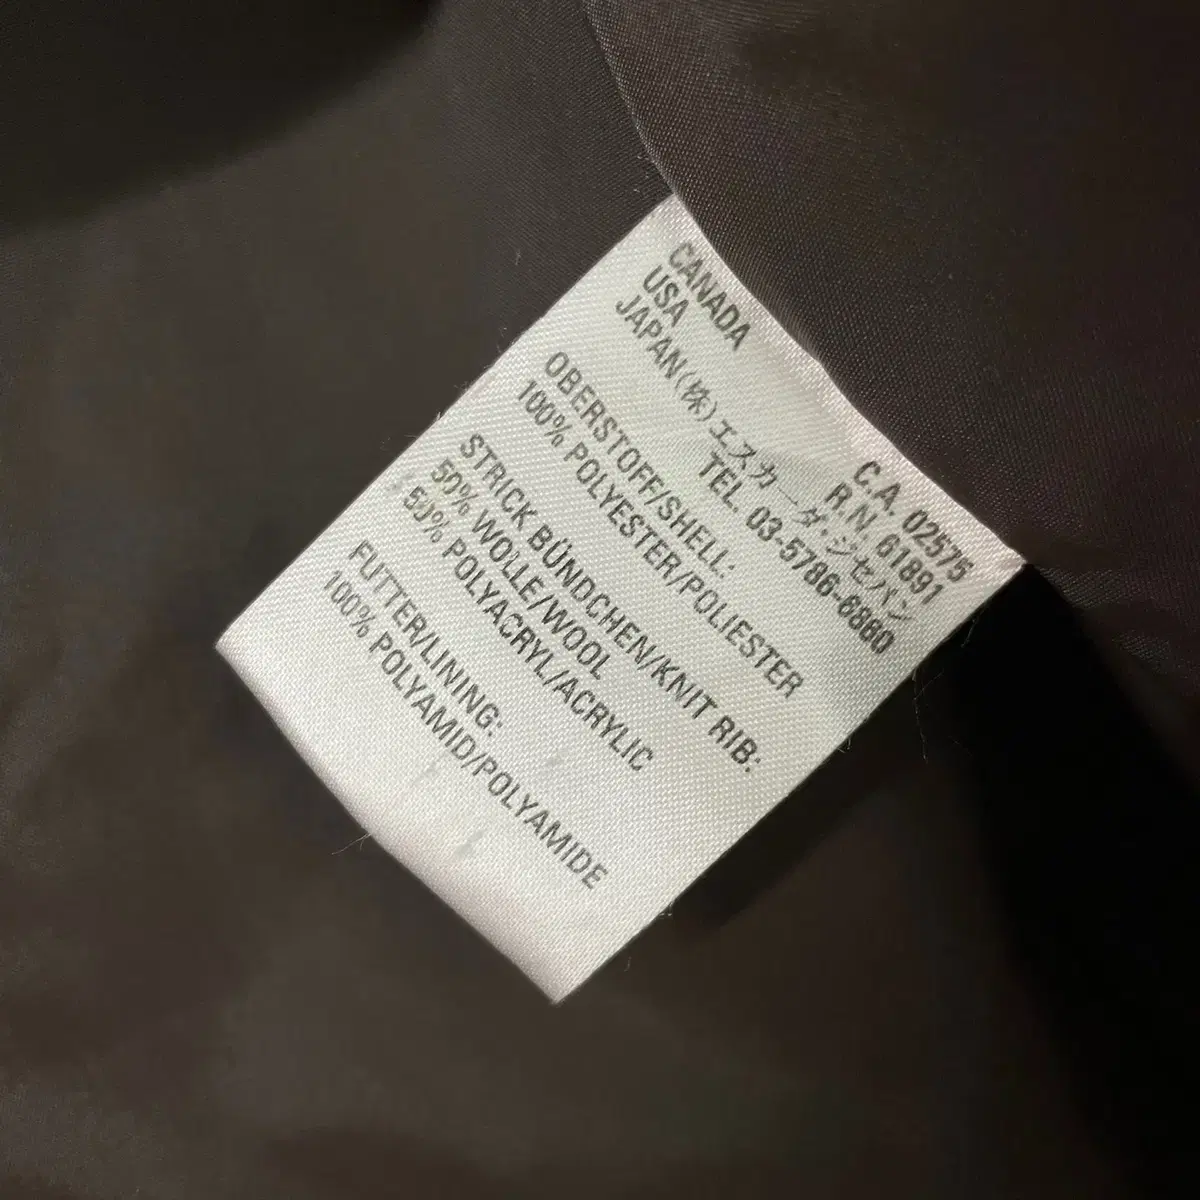 CANADA C.A. 02575
USA R.N. 61891
JAPAN (株)エスカーダ・ジャパン
TEL. 03-5786-6860
OBERSTOFF/SHELL:
100% POLYESTER/POLIESTER
STRICK BÜNDCHEN/KNIT RIB:
50% WOLLE/WOOL
50% POLYACRYL/ACRYLIC
FUTTER/LINING:
100% POLYAMID/POLYAMIDE